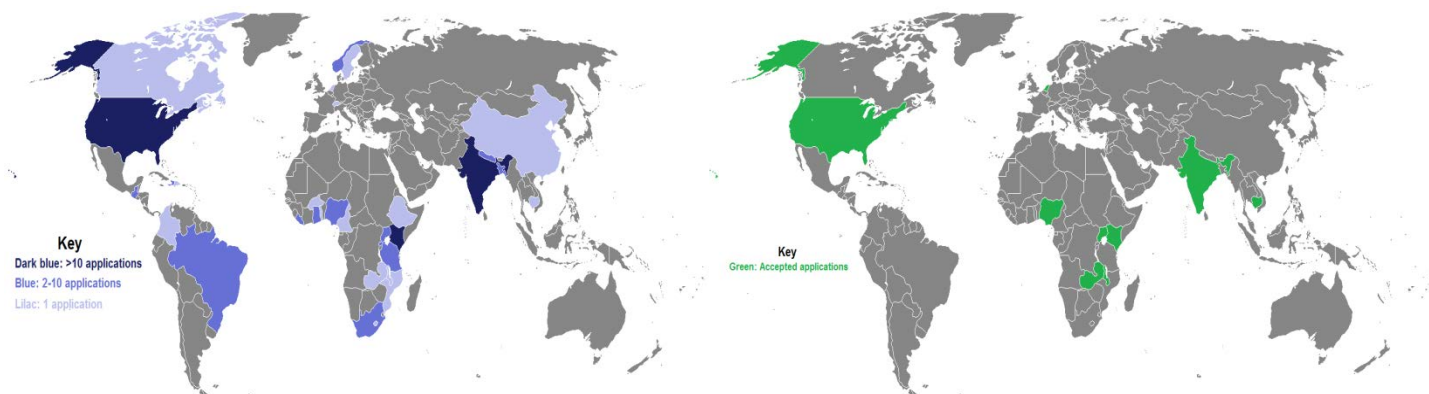 Key
Dark blue: >10 applications
Blue: 2-10 applications
Lilac: 1 application
Key
Green: Accepted applications